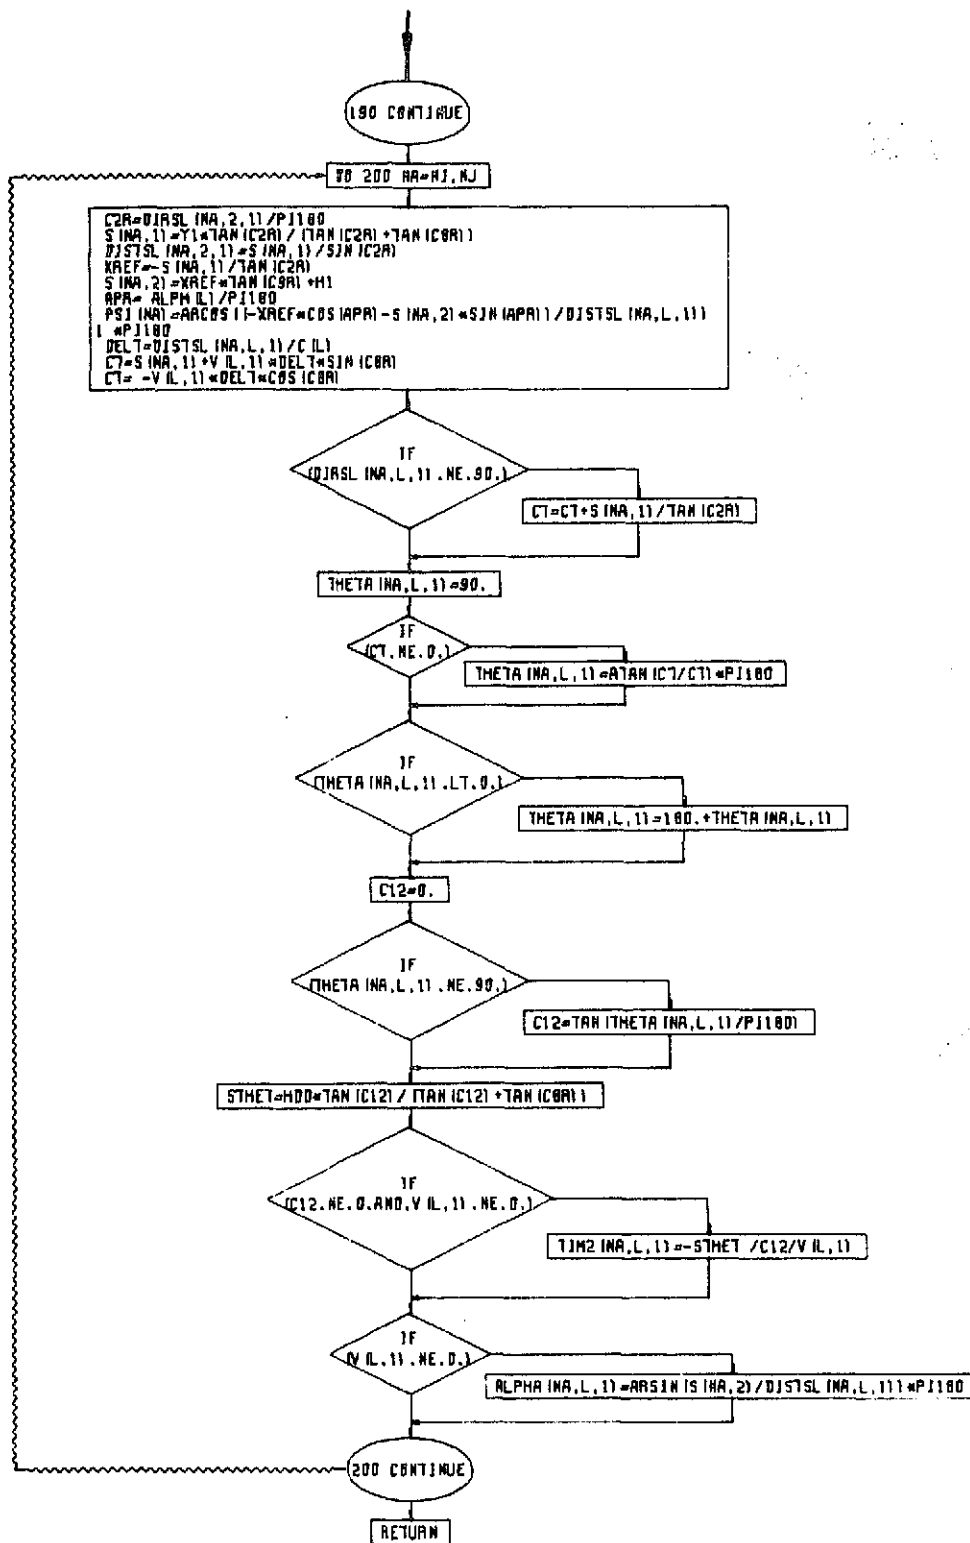 190 CONTINUE
DO 200 NA=NI,NJ
C2R=DIRSL(NA,2,1)/PI180
S(NA,1)=Y1*TAN(C2R)/(TAN(C2R)+TAN(C8R))
DISTSL(NA,2,1)=S(NA,1)/SIN(C2R)
XREF=-S(NA,1)/TAN(C2R)
S(NA,2)=XREF*TAN(C9R)+H1
APR= ALPH(L)/PI180
PSI(NA)=ARCOS((-XREF*COS(APR)-S(NA,2)*SIN(APR))/DISTSL(NA,L,1))
1 *PI180
DELT=DISTSL(NA,L,1)/C(L)
CT=S(NA,1)+V(L,1)*DELT*SIN(C8R)
CT= -V(L,1)*DELT*COS(C8R)
IF
(DIRSL(NA,L,1).NE.90.)
CT=CT+S(NA,1)/TAN(C2R)
THETA(NA,L,1)=90.
IF
(CT.NE.0.)
THETA(NA,L,1)=ATAN(CT/CT)*PI180
IF
(THETA(NA,L,1).LT.0.)
THETA(NA,L,1)=180.+THETA(NA,L,1)
C12=0.
IF
(THETA(NA,L,1).NE.90.)
C12=TAN(THETA(NA,L,1)/PI180)
STHET=HDD*TAN(C12)/(TAN(C12)+TAN(C8R))
IF
(C12.NE.0.AND.V(L,1).NE.0.)
TIM2(NA,L,1)=-STHET /C12/V(L,1)
IF
(V(L,1).NE.0.)
ALPHA(NA,L,1)=ARSIN(S(NA,2)/DISTSL(NA,L,1))*PI180
200 CONTINUE
RETURN